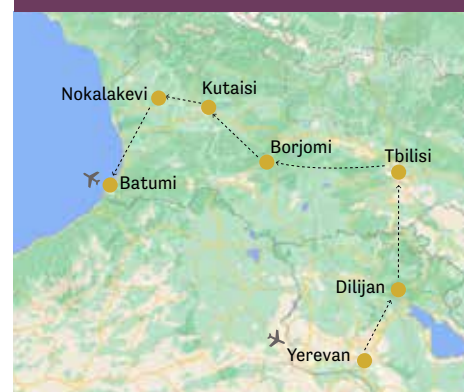 Nokalakevi
Kutaisi
Borjomi
Tbilisi
Batumi
Dilijan
Yerevan